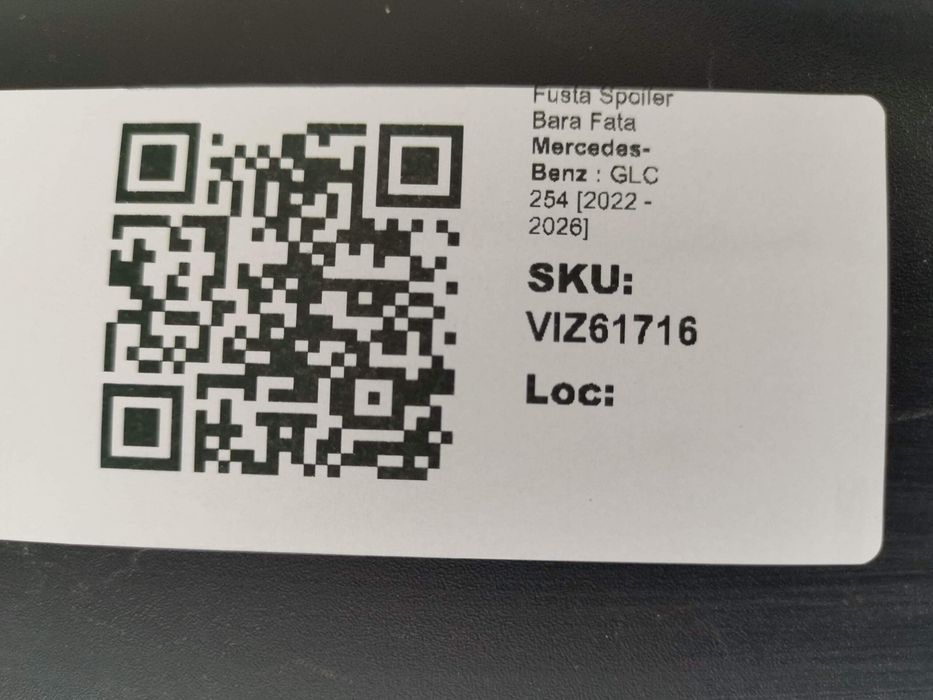 Fusta Spoiler
Bara Fata
Mercedes-
Benz : GLC
254 [2022 -
2026]
SKU:
VIZ61716
Loc: